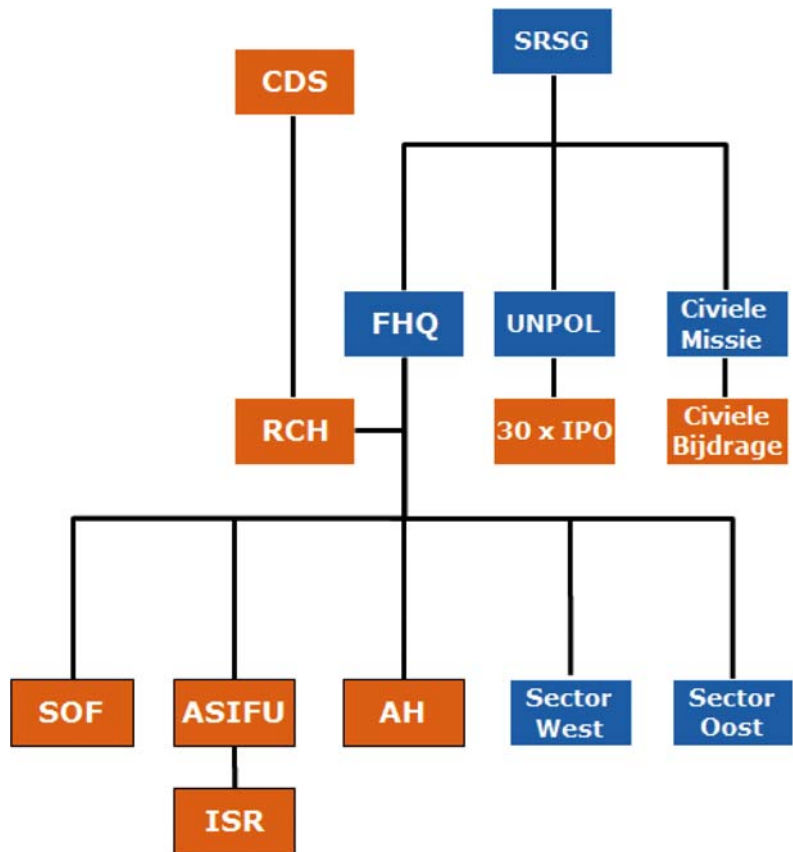 SRSG
CDS
FHQ
UNPOL
Civiele
Missie
RCH
30 x IPO
Civiele
Bijdrage
SOF
ASIFU
AH
Sector
West
Sector
Oost
ISR